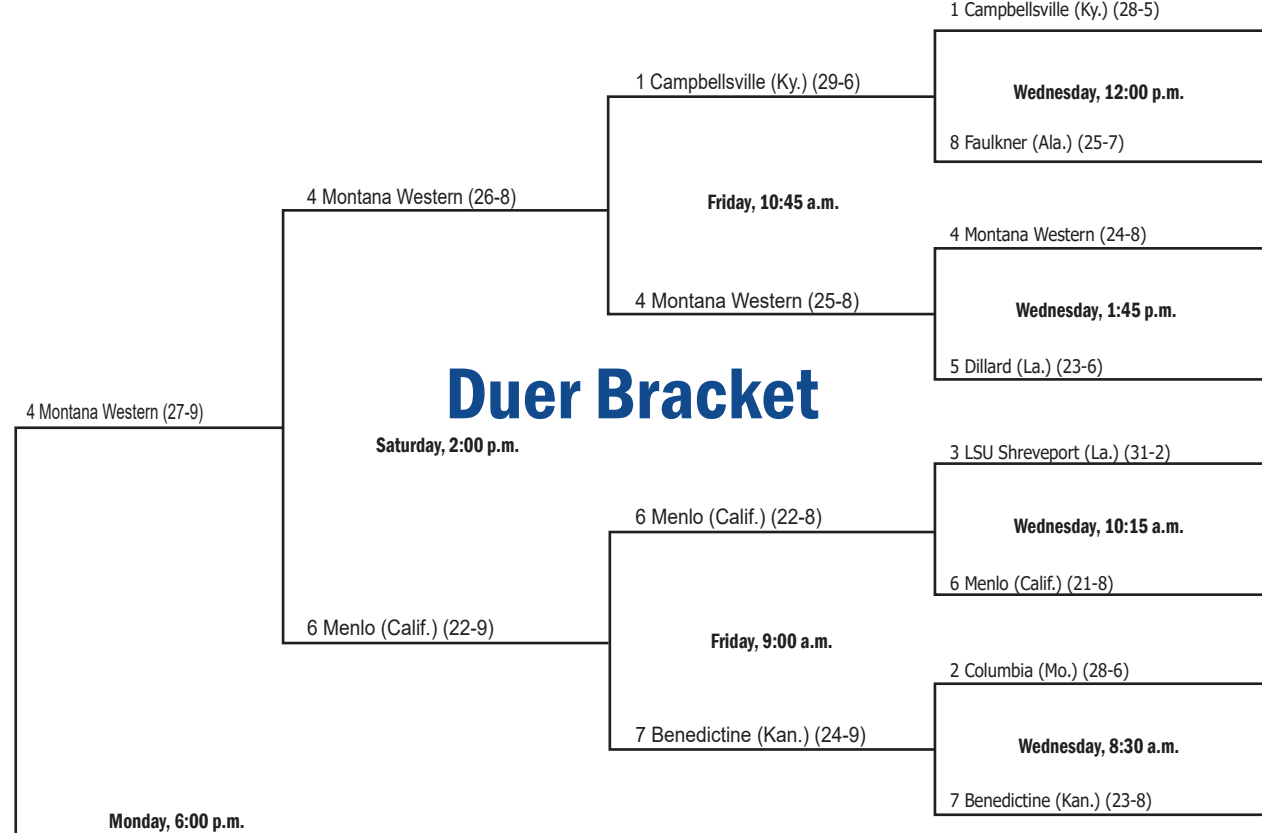 1 Campbellsville (Ky.) (28-5)
1 Campbellsville (Ky.) (29-6)
Wednesday, 12:00 p.m.
8 Faulkner (Ala.) (25-7)
4 Montana Western (26-8)
Friday, 10:45 a.m.
4 Montana Western (24-8)
4 Montana Western (25-8)
Wednesday, 1:45 p.m.
5 Dillard (La.) (23-6)
Duer Bracket
4 Montana Western (27-9)
Saturday, 2:00 p.m.
3 LSU Shreveport (La.) (31-2)
6 Menlo (Calif.) (22-8)
Wednesday, 10:15 a.m.
6 Menlo (Calif.) (21-8)
6 Menlo (Calif.) (22-9)
Friday, 9:00 a.m.
2 Columbia (Mo.) (28-6)
7 Benedictine (Kan.) (24-9)
Wednesday, 8:30 a.m.
7 Benedictine (Kan.) (23-8)
Monday, 6:00 p.m.